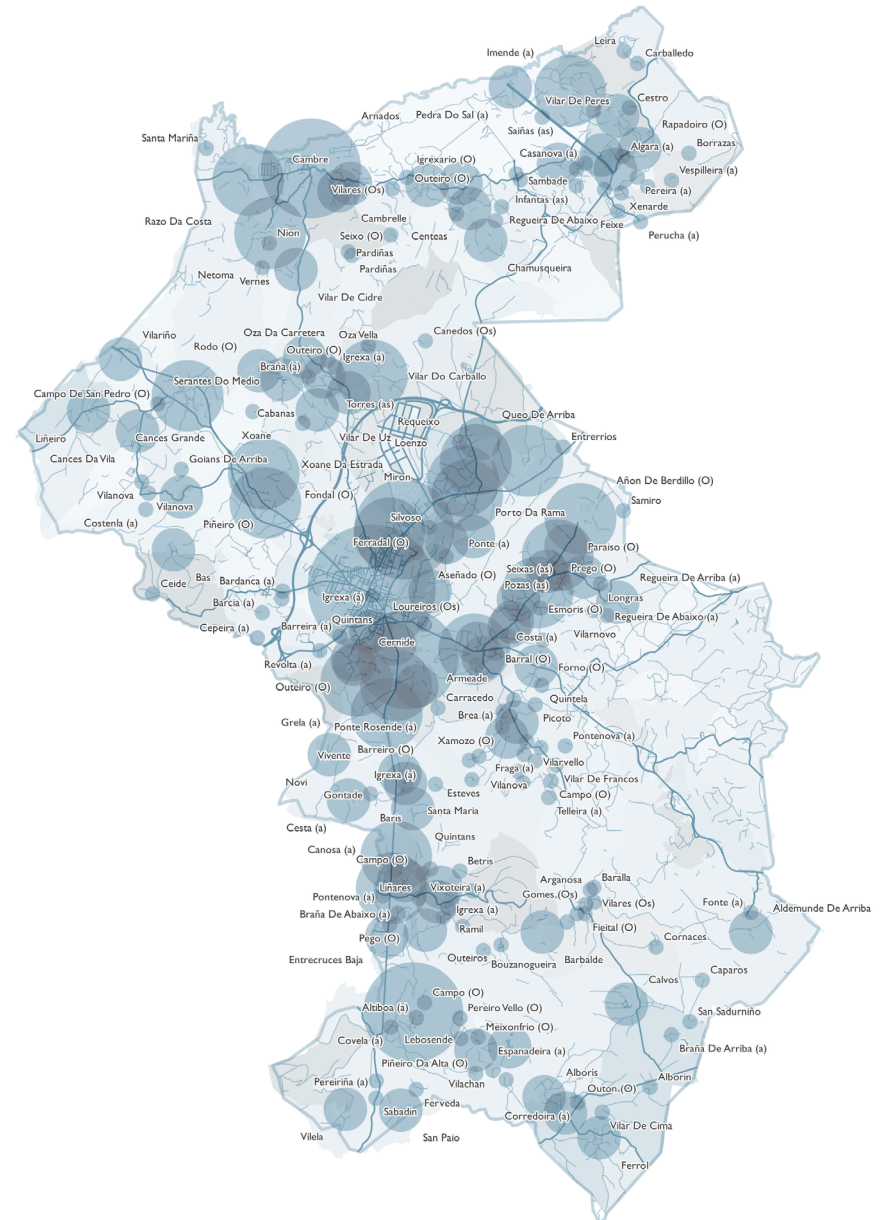 Leira
Imende (a)
Carballedo
Vilar De Peres
Cestro
Arnados
Pedra Do Sal (a)
Rapadoiro (O)
Saiñas (as)
Santa Mariña
Borrazas
Algara (a)
Casanova (a)
Cambre
Igrexario (O)
Vespilleira (a)
Outeiro (O)
Sambade
Vilares (Os)
Pereira (a)
Infantas (as)
Xenarde
Razo Da Costa
Cambrelle
Regueira De Abaixo
Feixe
Nion
Seixo (O)
Centeas
Perucha (a)
Pardiñas
Chamusqueira
Pardiñas
Netoma
Vernes
Vilar De Cidre
Canedos (Os)
Oza Da Carretera
Oza Vella
Vilariño
Rodo (O)
Outeiro (O)
Igrexa (a)
Braña (a)
Vilar Do Carballo
Serantes Do Medio
Campo De San Pedro (O)
Torres (as)
Cabanas
Queo De Arriba
Requeixo
Liñeiro
Cances Grande
Xoane
Vilar De Uz
Loenzo
Entrerrios
Cances Da Vila
Goians De Arriba
Xoane Da Estrada
Miron
Añon De Berdillo (O)
Vilanova
Fondal (O)
Samiro
Vilanova
Porto Da Rama
Silvoso
Costenla (a)
Piñeiro (O)
Ferradal (O)
Ponte (a)
Paraiso (O)
Prego (O)
Seixas (as)
Aseñado (O)
Regueira De Arriba (a)
Ceide
Bas
Bardanca (a)
Pozas (as)
Igrexa (a)
Longras
Barcia (a)
Loureiros (Os)
Esmoris (O)
Regueira De Abaixo (a)
Quintans
Cepeira (a)
Barreira (a)
Vilarnovo
Costa (a)
Cernide
Barral (O)
Revolta (a)
Forno (O)
Armeade
Outeiro (O)
Carracedo
Quintela
Brea (a)
Picoto
Grela (a)
Ponte Rosende (a)
Pontenova (a)
Xamozo (O)
Barreiro (O)
Vivente
Vilarvello
Fraga (a)
Igrexa (a)
Vilar De Francos
Novi
Vilanova
Esteves
Gontade
Campo (O)
Santa Maria
Telleira (a)
Baris
Cesta (a)
Quintans
Canosa (a)
Campo (O)
Betris
Baralla
Arganosa
Liñares
Vixoteira (a)
Gomes (Os)
Pontenova (a)
Vilares (Os)
Fonte (a)
Aldemunde De Arriba
Igrexa (a)
Braña De Abaixo (a)
Fieital (O)
Ramil
Pego (O)
Cornaces
Outeiros
Entrecruces Baja
Barbalde
Bouzanogueira
Caparos
Calvos
Campo (O)
Altiboa (a)
Pereiro Vello (O)
San Sadurniño
Meixonfrio (O)
Covela (a)
Lebosende
Braña De Arriba (a)
Espanadeira (a)
Piñeiro Da Alta (O)
Alboris
Alborin
Pereiriña (a)
Vilachan
Outon (O)
Ferveda
Sabadin
Corredoira (a)
Vilar De Cima
Vilela
San Paio
Ferrol